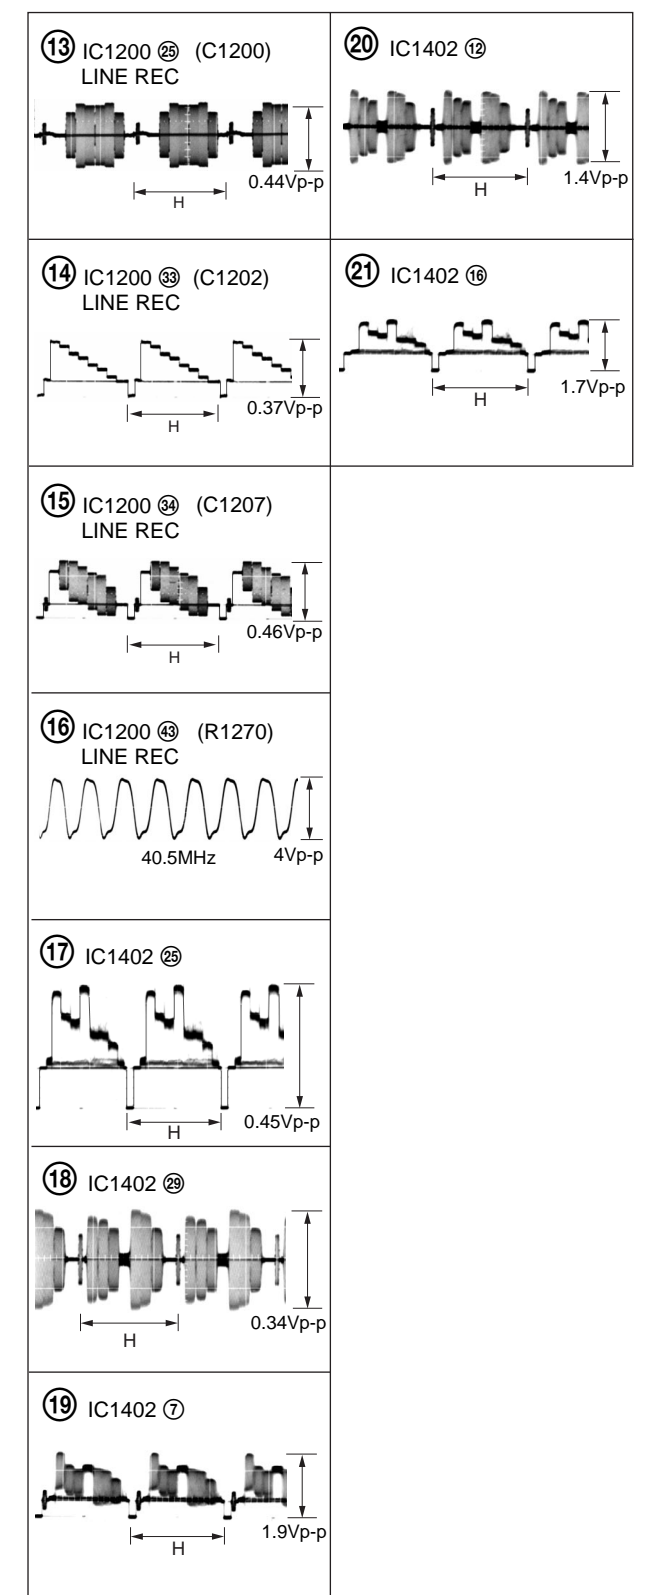 ⑬ IC1200 ㉕ (C1200)
LINE REC
0.44Vp-p
H
⑭ IC1200 ㉝ (C1202)
LINE REC
0.37Vp-p
H
⑮ IC1200 ㉞ (C1207)
LINE REC
0.46Vp-p
H
⑯ IC1200 ㊸ (R1270)
LINE REC
40.5MHz 4Vp-p
⑰ IC1402 ㉕
0.45Vp-p
H
⑱ IC1402 ㉙
0.34Vp-p
H
⑲ IC1402 ⑦
1.9Vp-p
H
⑳ IC1402 ⑫
1.4Vp-p
H
㉑ IC1402 ⑯
1.7Vp-p
H